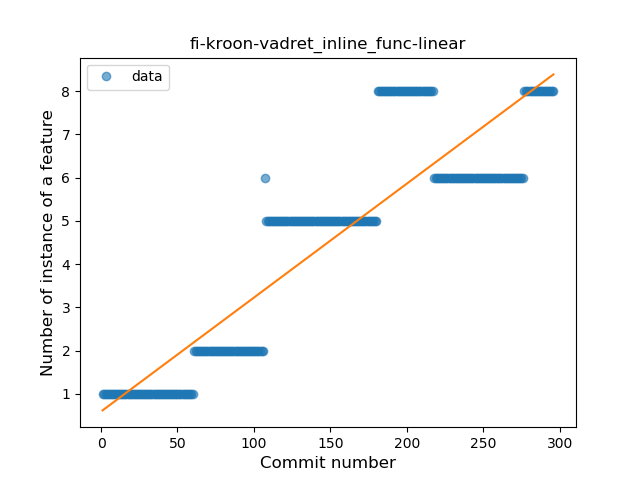 fi-kroon-vadret_inline_func-linear
data
Number of instance of a feature
8
7
6
5
4
3
2
1
0 50 100 150 200 250 300
Commit number